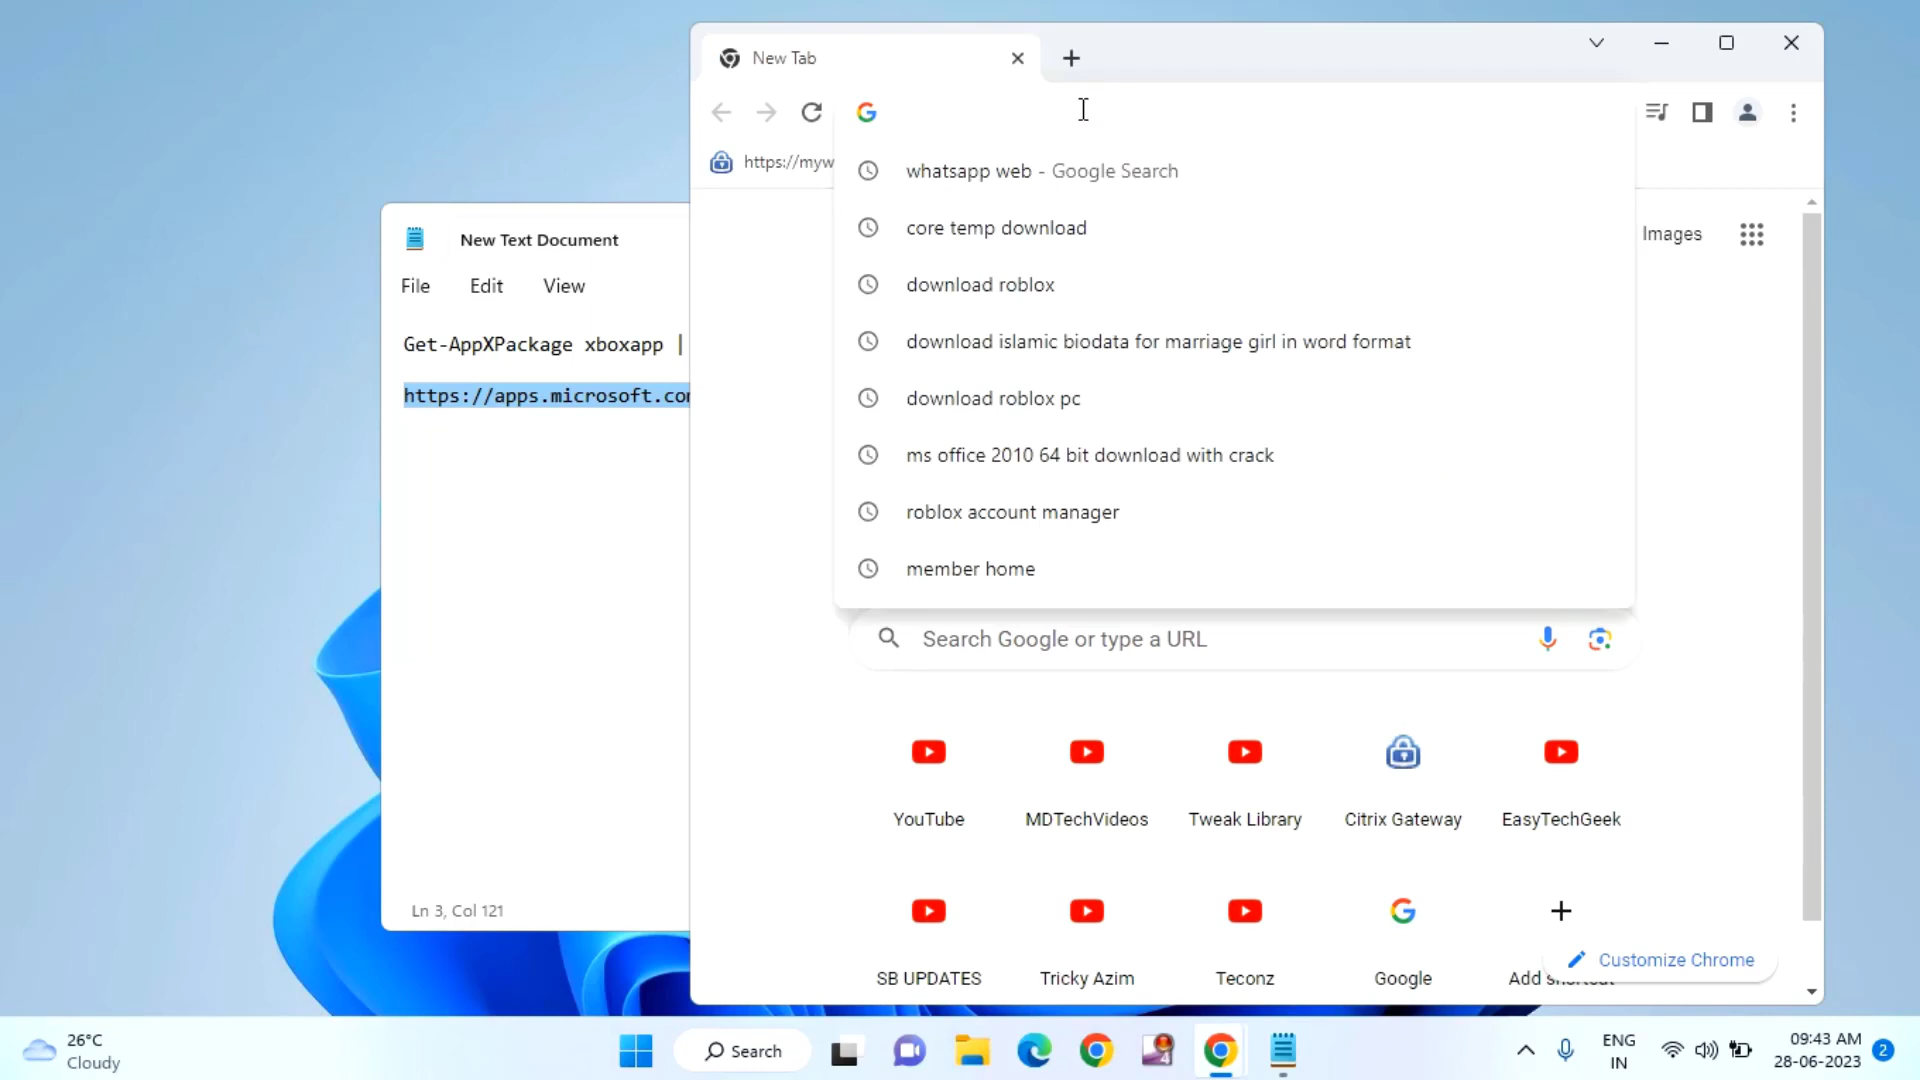 New Tab
https://myw
whatsapp web - Google Search
core temp download
download roblox
download islamic biodata for marriage girl in word format
download roblox pc
ms office 2010 64 bit download with crack
roblox account manager
member home
Images
Search Google or type a URL
YouTube
MDTechVideos
Tweak Library
Citrix Gateway
EasyTechGeek
SB UPDATES
Tricky Azim
Teconz
Google
Add
Customize Chrome
New Text Document
File
Edit
View
Get-AppXPackage xboxapp |
https://apps.microsoft.co
Ln 3, Col 121
26°C
Cloudy
Search
4
ENG
IN
09:43 AM
28-06-2023
2